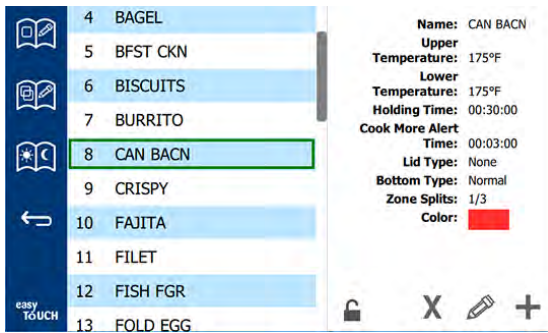 4 BAGEL
5 BFST CKN
6 BISCUITS
7 BURRITO
8 CAN BACN
9 CRISPY
10 FAJITA
11 FILET
12 FISH FGR
13 FOLD EGG
easy
TOUCH
Name: CAN BACN
Upper
Temperature: 175°F
Lower
Temperature: 175°F
Holding Time: 00:30:00
Cook More Alert
Time: 00:03:00
Lid Type: None
Bottom Type: Normal
Zone Splits: 1/3
Color:
X